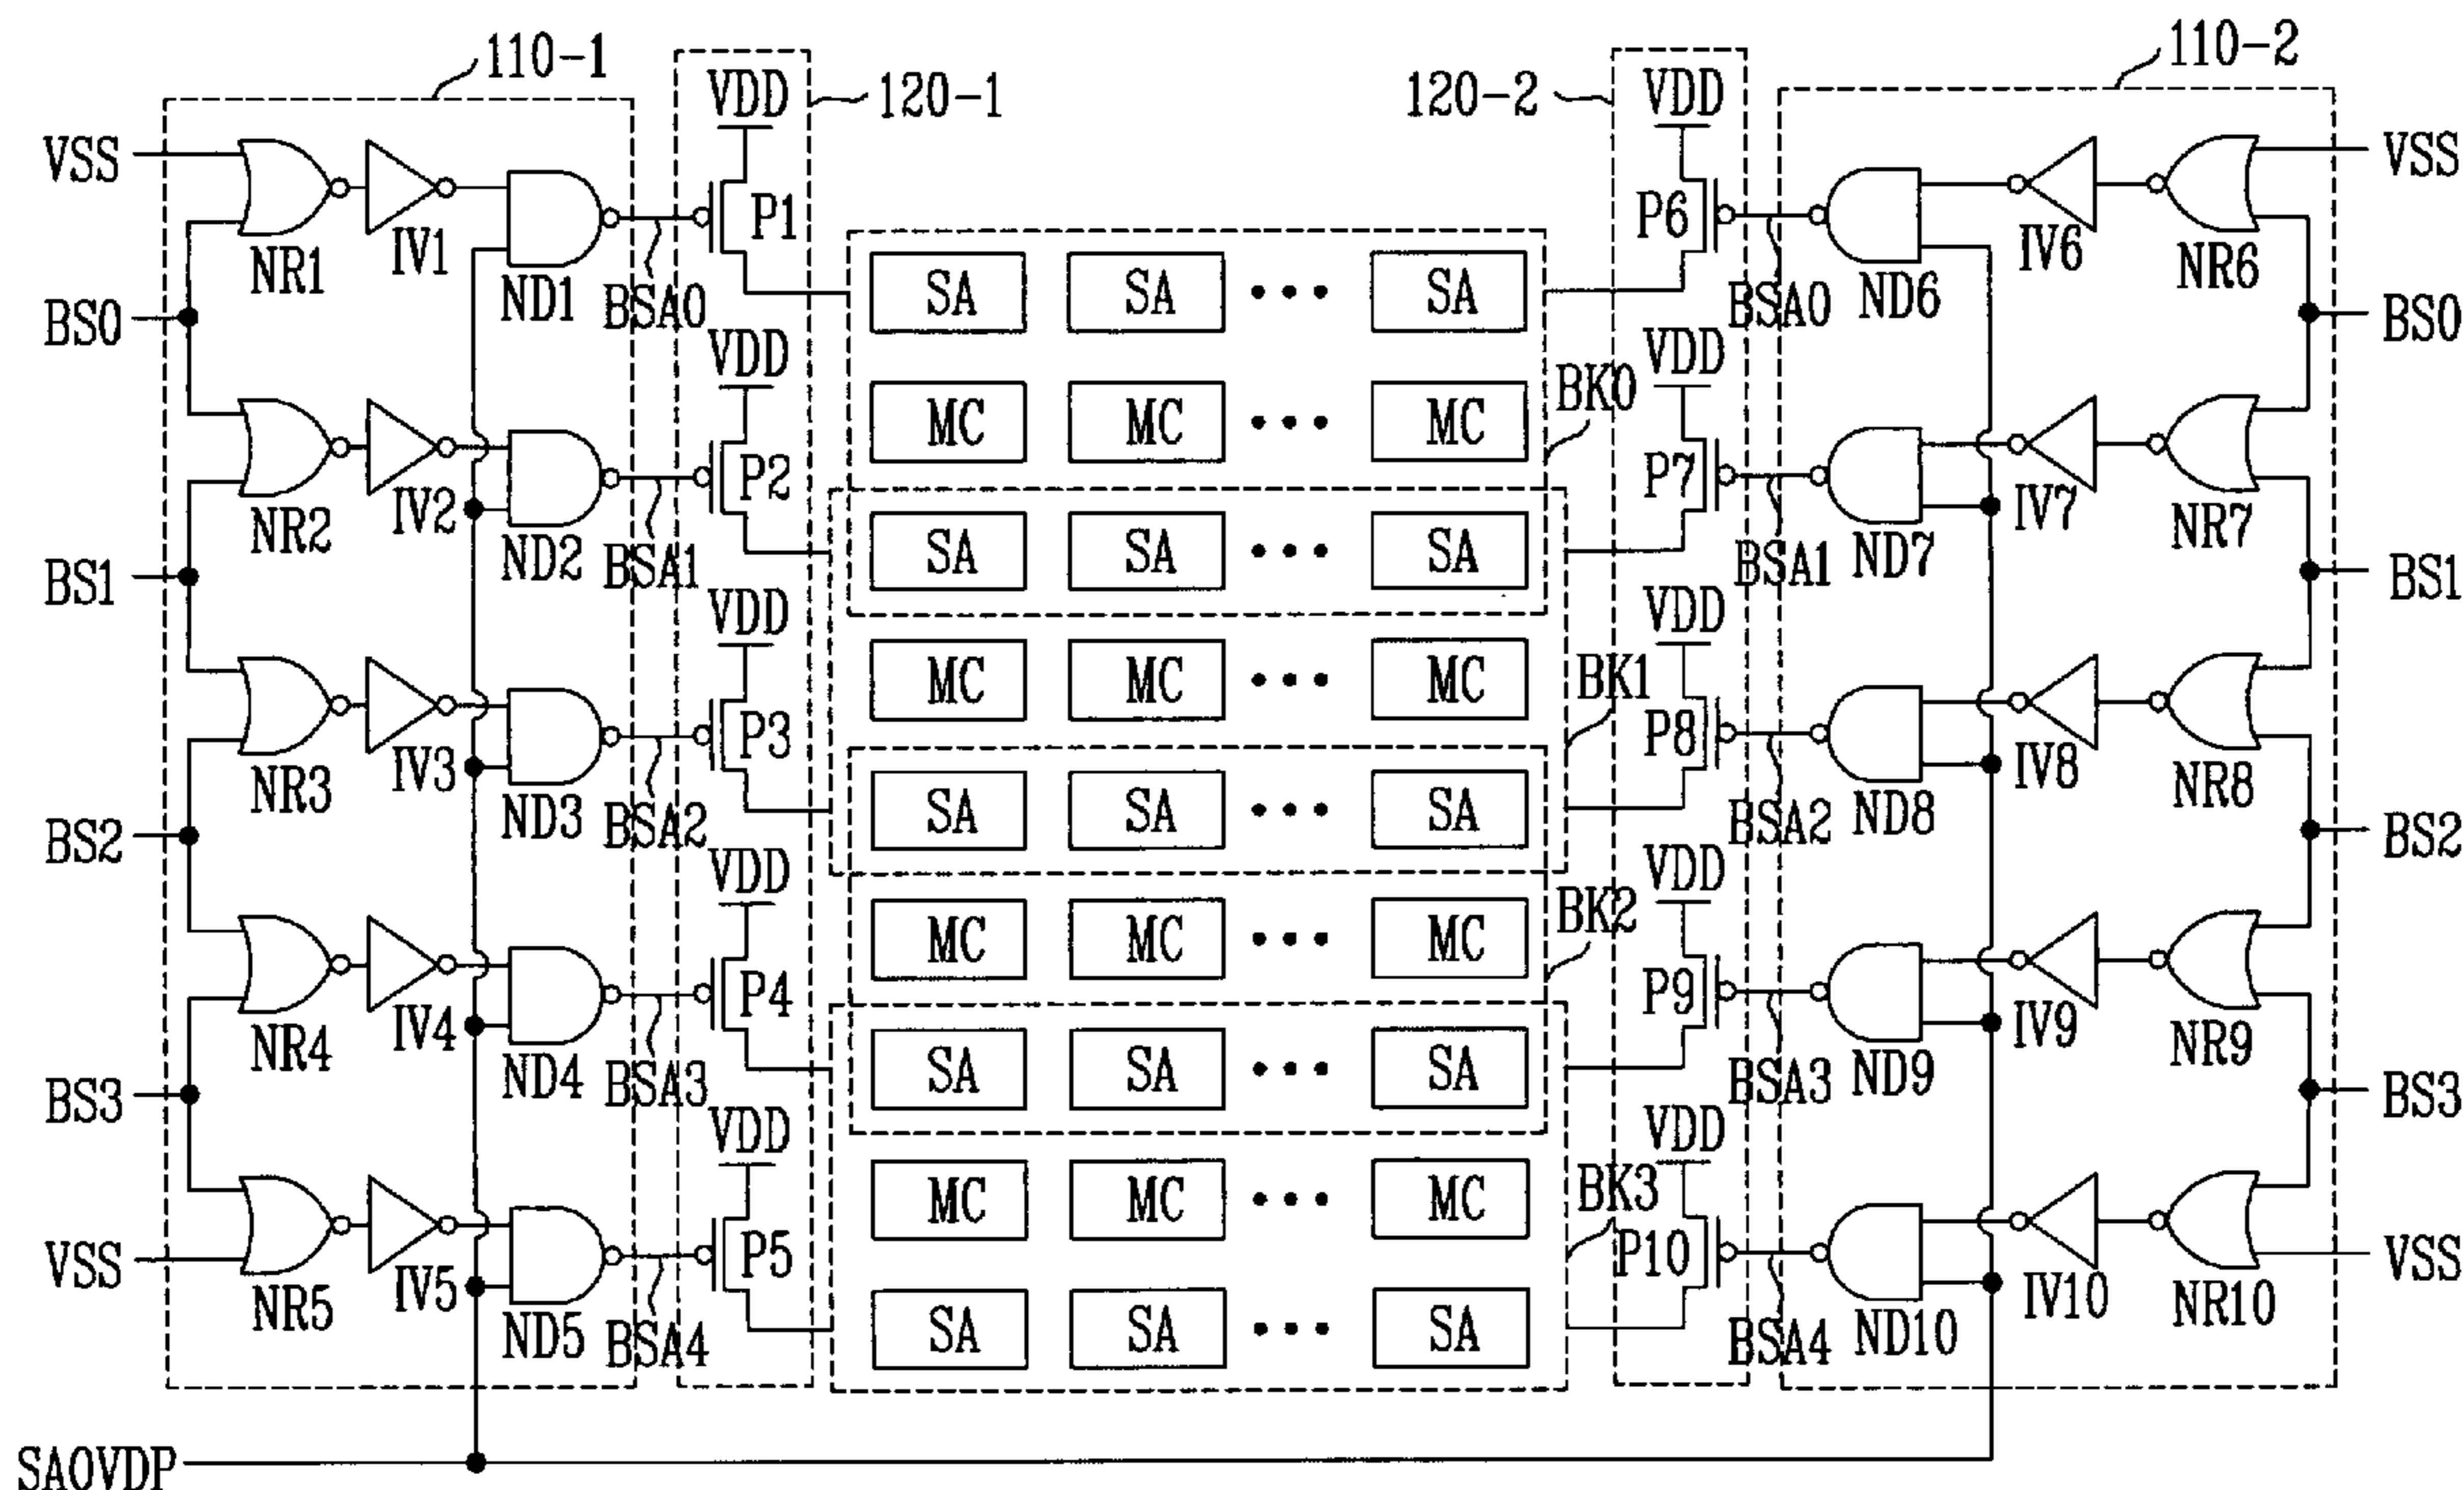 110-1
120-1
120-2
110-2
VDD
VDD
VSS
VSS
NR1
IV1
ND1
BSA0
P1
SA
SA
• • •
SA
P6
BSA0
ND6
IV6
NR6
BS0
BS0
VDD
MC
MC
• • •
MC
BK0
VDD
NR2
IV2
ND2
BSA1
P2
SA
SA
• • •
SA
P7
BSA1
ND7
IV7
NR7
BS1
BS1
VDD
MC
MC
• • •
MC
BK1
VDD
NR3
IV3
ND3
BSA2
P3
SA
SA
• • •
SA
P8
BSA2
ND8
IV8
NR8
BS2
BS2
VDD
MC
MC
• • •
MC
BK2
VDD
NR4
IV4
ND4
BSA3
P4
SA
SA
• • •
SA
P9
BSA3
ND9
IV9
NR9
BS3
BS3
VDD
MC
MC
• • •
MC
BK3
VDD
VSS
NR5
IV5
ND5
BSA4
P5
SA
SA
• • •
SA
P10
BSA4
ND10
IV10
NR10
VSS
SAOVDP